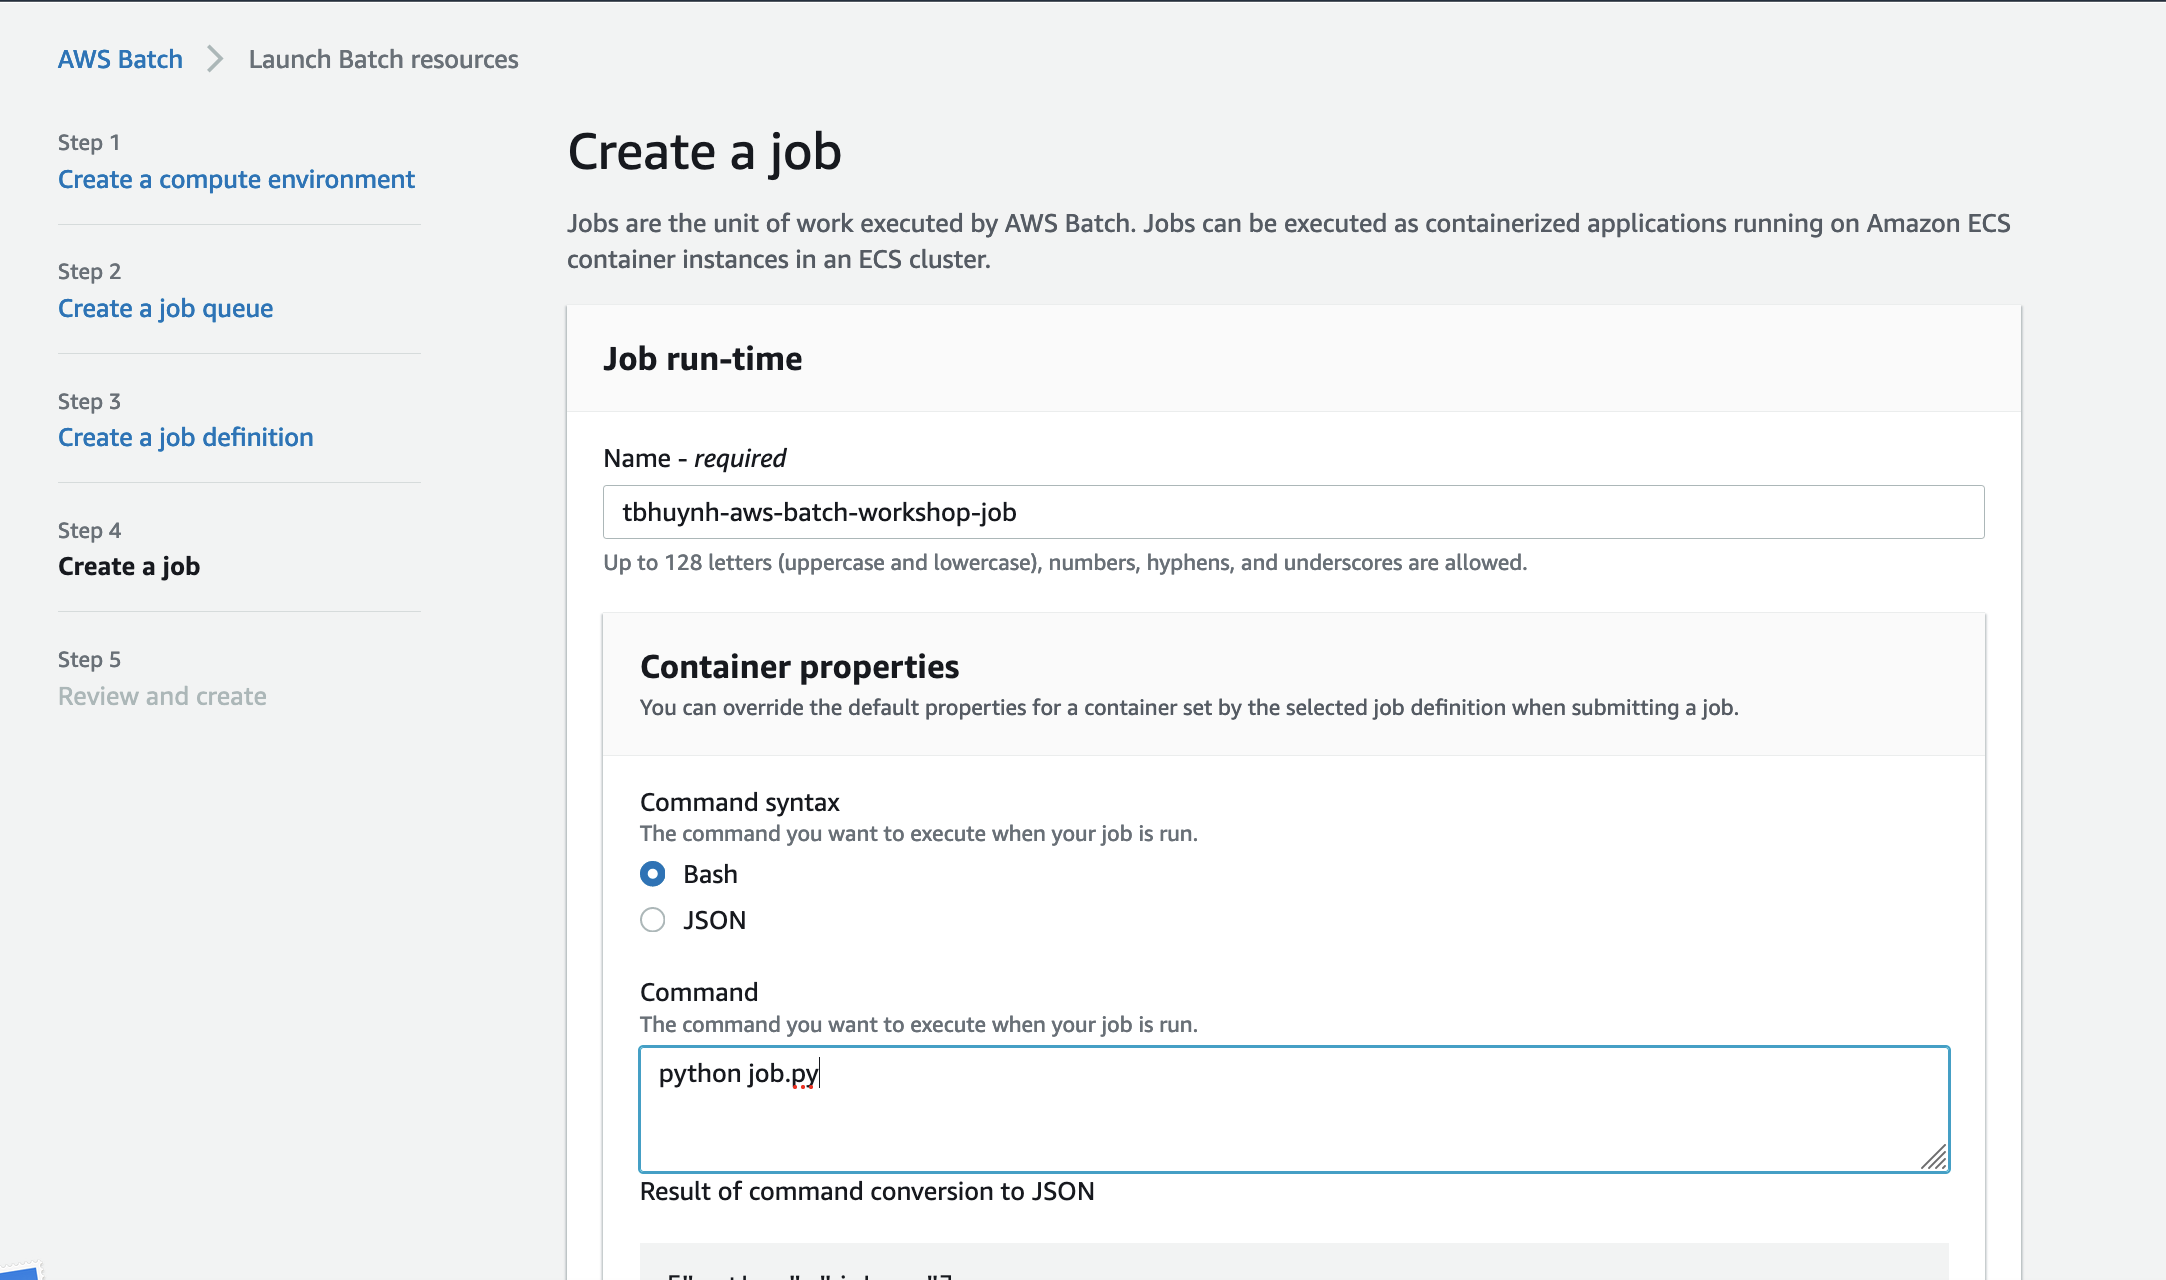 AWS Batch > Launch Batch resources
Step 1
Create a compute environment
Step 2
Create a job queue
Step 3
Create a job definition
Step 4
Create a job
Step 5
Review and create
Create a job
Jobs are the unit of work executed by AWS Batch. Jobs can be executed as containerized applications running on Amazon ECS
container instances in an ECS cluster.
Job run-time
Name - required
tbhuynh-aws-batch-workshop-job
Up to 128 letters (uppercase and lowercase), numbers, hyphens, and underscores are allowed.
Container properties
You can override the default properties for a container set by the selected job definition when submitting a job.
Command syntax
The command you want to execute when your job is run.
Bash
JSON
Command
The command you want to execute when your job is run.
python job.py
Result of command conversion to JSON